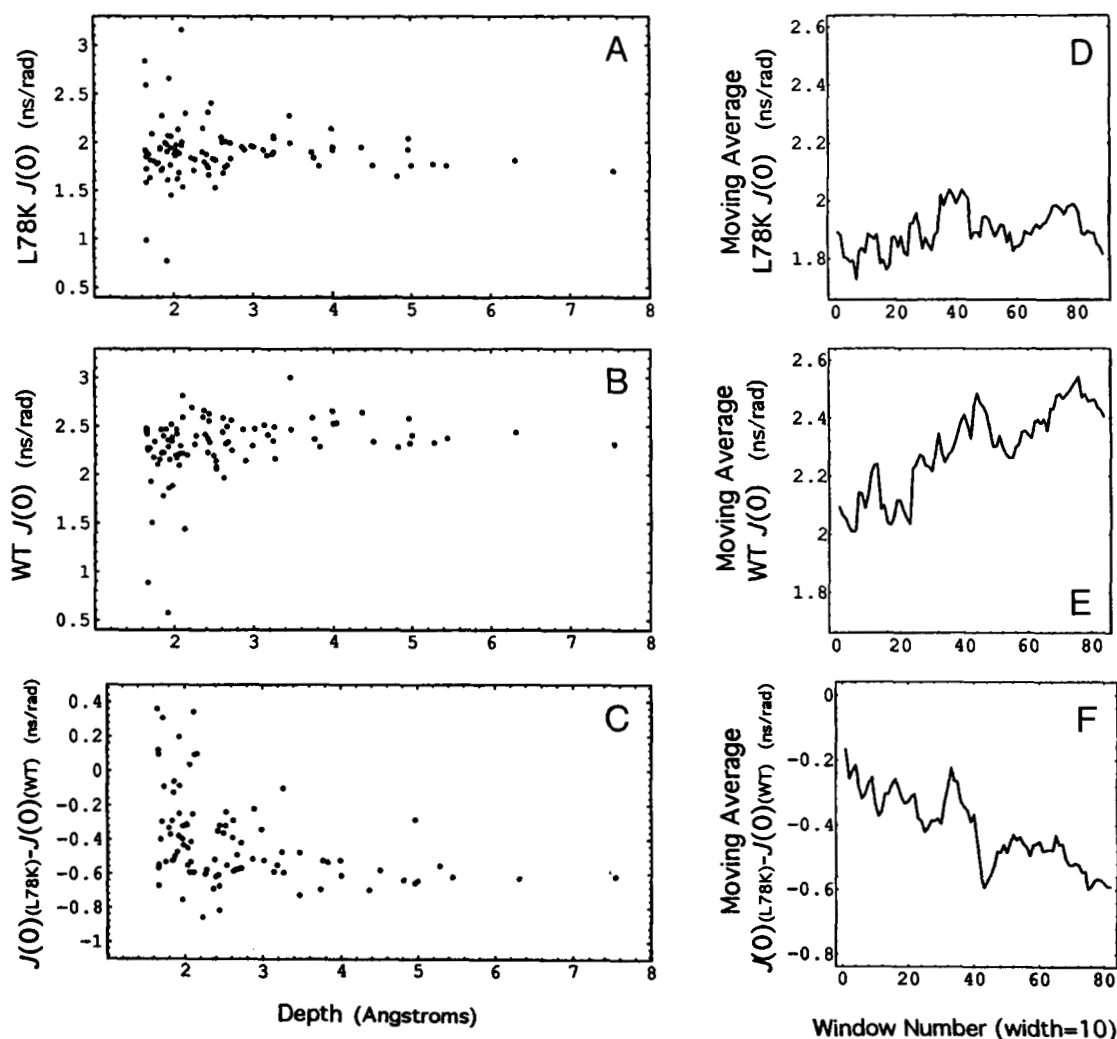 A
L78K J(0) (ns/rad)
3
2.5
2
1.5
1
0.5
2 3 4 5 6 7 8
D
Moving Average
L78K J(0) (ns/rad)
2.6
2.4
2.2
2
1.8
0 20 40 60 80
B
WT J(0) (ns/rad)
3
2.5
2
1.5
1
0.5
2 3 4 5 6 7 8
E
Moving Average
WT J(0) (ns/rad)
2.6
2.4
2.2
2
1.8
0 20 40 60 80
C
J(0)(L78K)-J(0)(WT) (ns/rad)
0.4
0.2
0
-0.2
-0.4
-0.6
-0.8
-1
2 3 4 5 6 7 8
Depth (Angstroms)
F
Moving Average
J(0)(L78K)-J(0)(WT) (ns/rad)
0
-0.2
-0.4
-0.6
-0.8
0 20 40 60 80
Window Number (width=10)